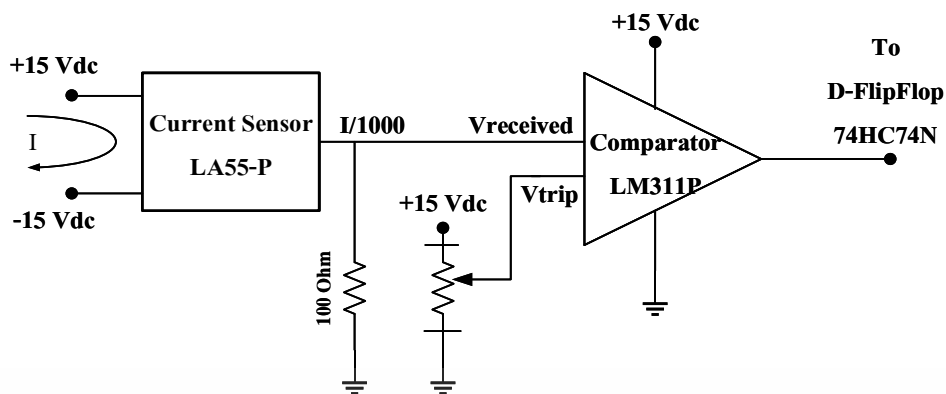 +15 Vdc
I
-15 Vdc
Current Sensor
LA55-P
I/1000
100 Ohm
Vreceived
+15 Vdc
Vtrip
+15 Vdc
Comparator
LM311P
To
D-FlipFlop
74HC74N